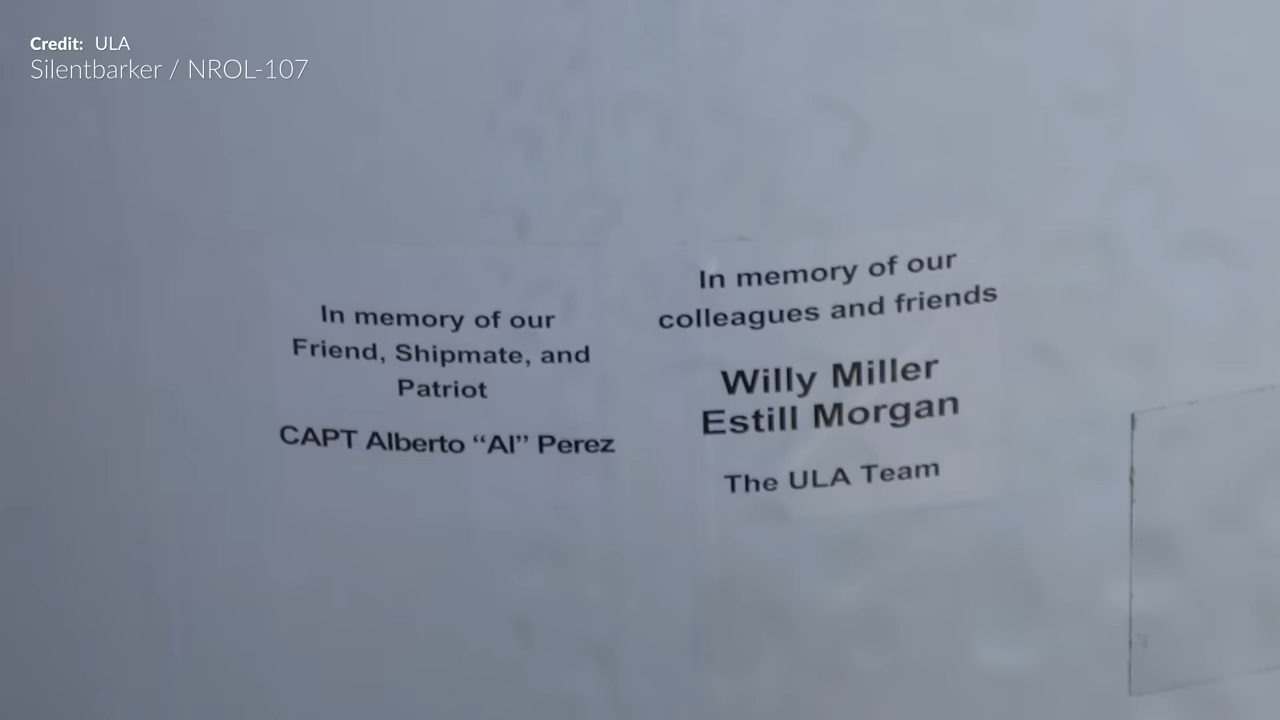 Credit: ULA
Silentbarker / NROL-107
In memory of our
Friend, Shipmate, and
Patriot
CAPT Alberto “Al” Perez
In memory of our
colleagues and friends
Willy Miller
Estill Morgan
The ULA Team